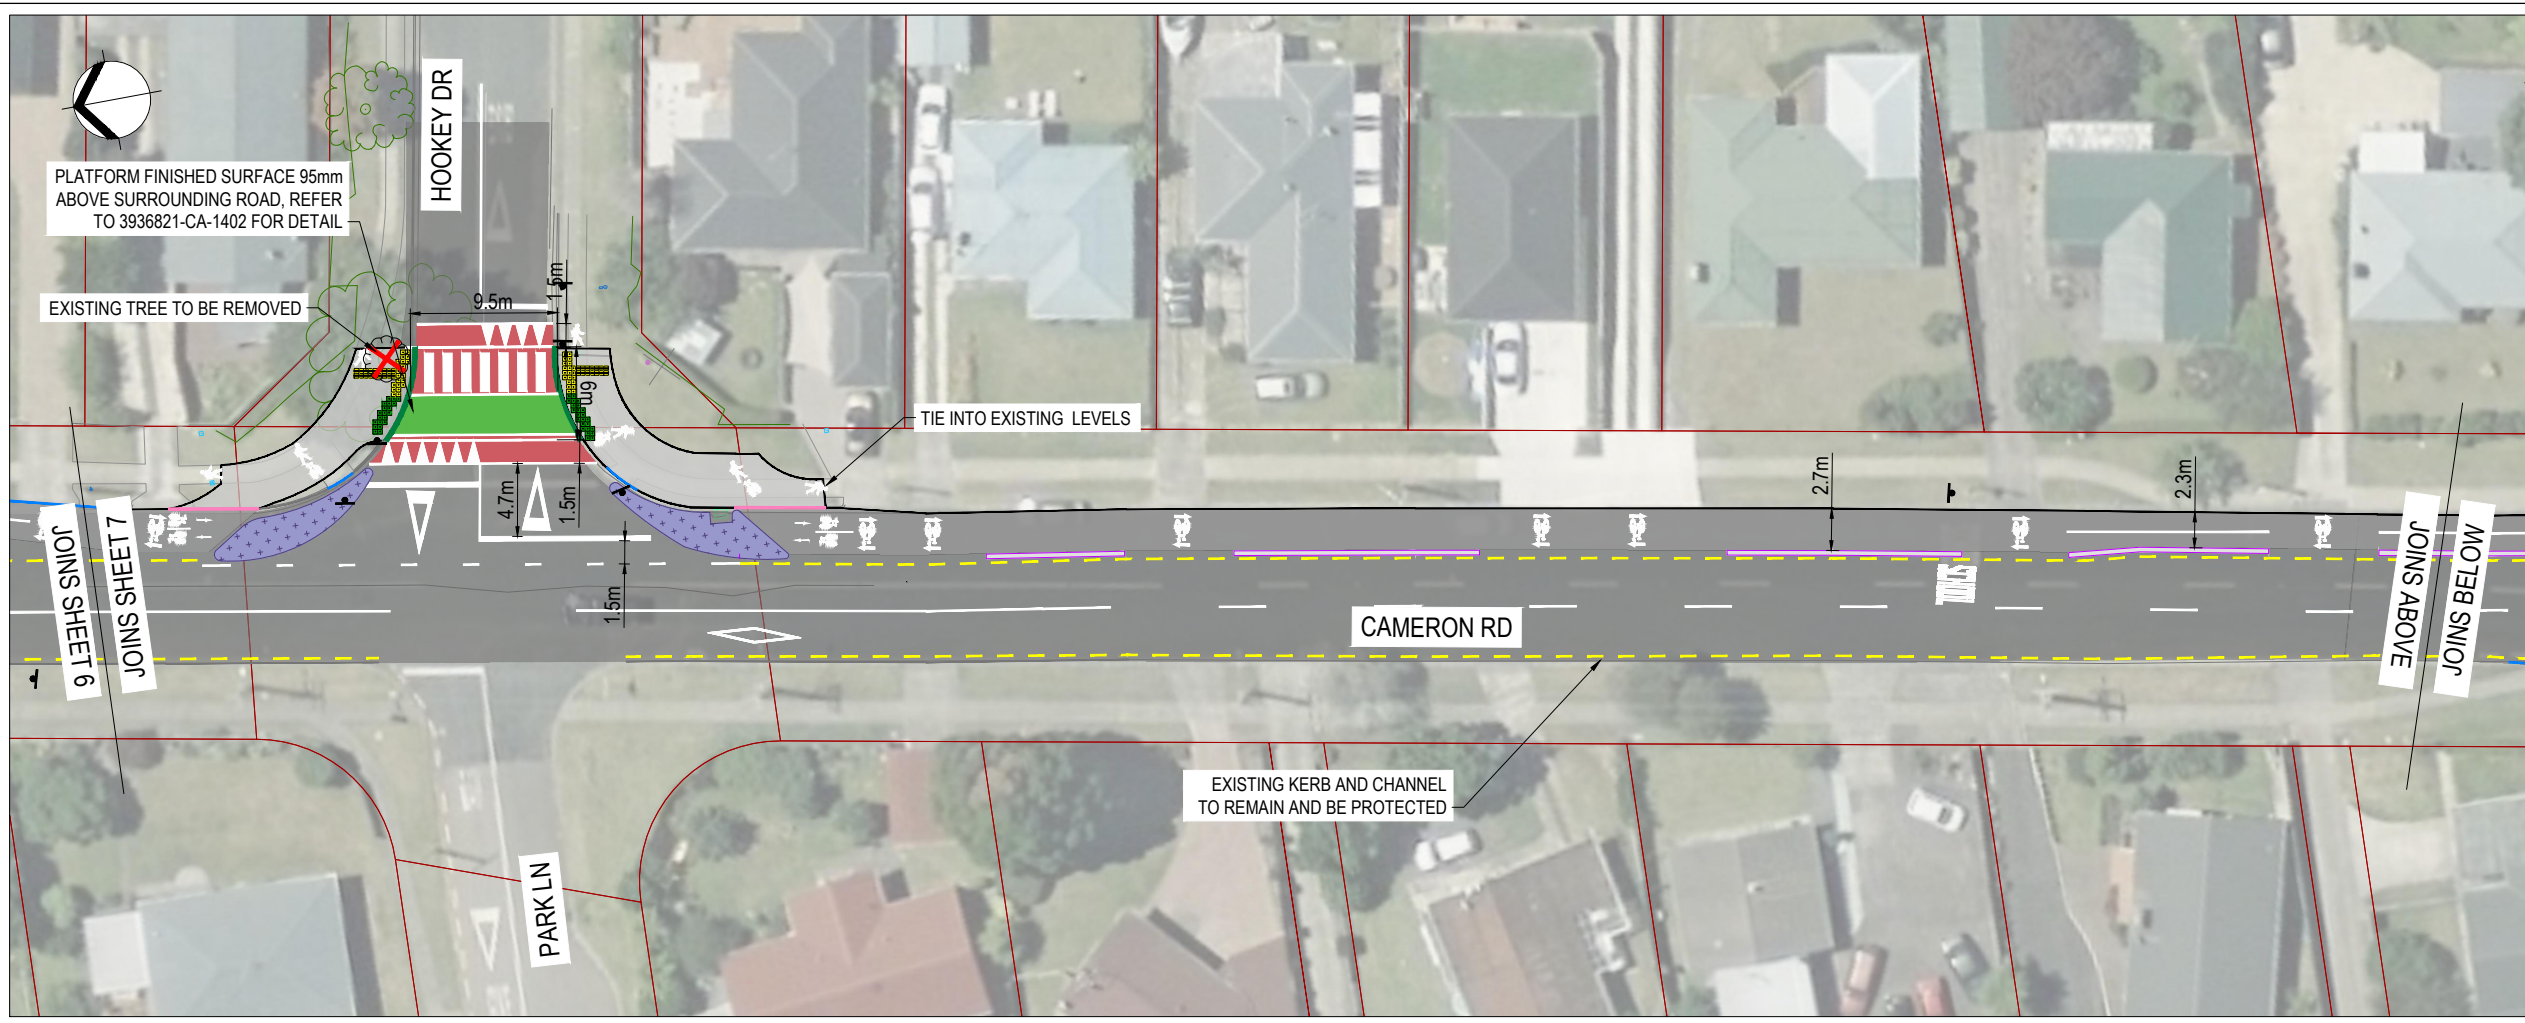 HOOKEY DR
PLATFORM FINISHED SURFACE 95mm
ABOVE SURROUNDING ROAD, REFER
TO 3936821-CA-1402 FOR DETAIL
EXISTING TREE TO BE REMOVED
9.5m
1.5m
6m
TIE INTO EXISTING LEVELS
4.7m
1.5m
1.5m
2.7m
2.3m
JOINS SHEET 6
JOINS SHEET 7
CAMERON RD
JOINS ABOVE
JOINS BELOW
EXISTING KERB AND CHANNEL
TO REMAIN AND BE PROTECTED
PARK LN